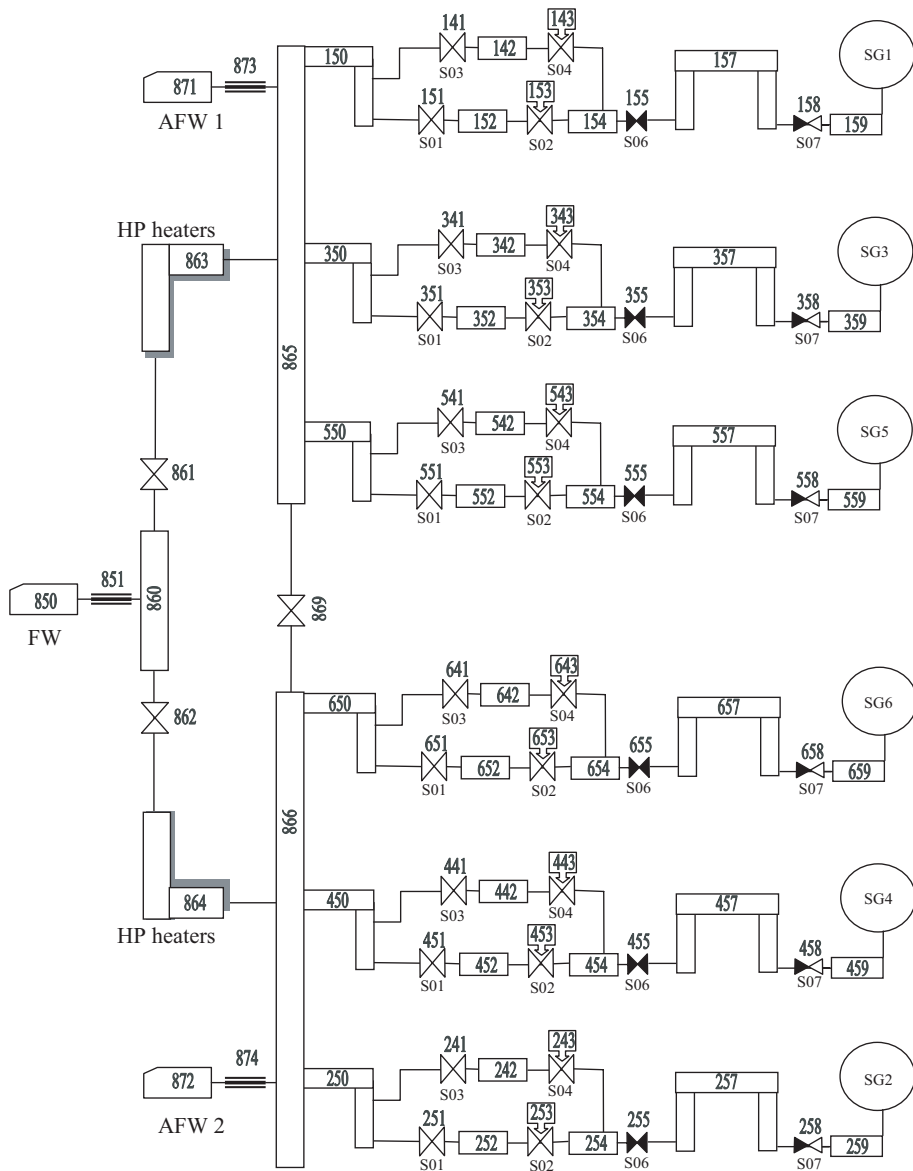 143
141
873
150
142
157
SG1
871
S03
S04
AFW 1
151
153
155
158
152
154
159
S01
S02
S06
S07
HP heaters
343
341
863
350
342
357
SG3
S03
S04
351
353
355
358
352
354
359
S01
S02
S06
S07
865
543
541
550
542
557
SG5
S03
S04
861
551
553
555
558
552
554
559
S01
S02
S06
S07
851
850
860
869
FW
643
641
650
642
657
SG6
S03
S04
862
651
653
655
658
652
654
659
S01
S02
S06
S07
866
443
441
864
450
442
457
SG4
S03
S04
HP heaters
451
453
455
458
452
454
459
S01
S02
S06
S07
243
241
874
872
250
242
257
SG2
S03
S04
AFW 2
251
253
255
258
252
254
259
S01
S02
S06
S07